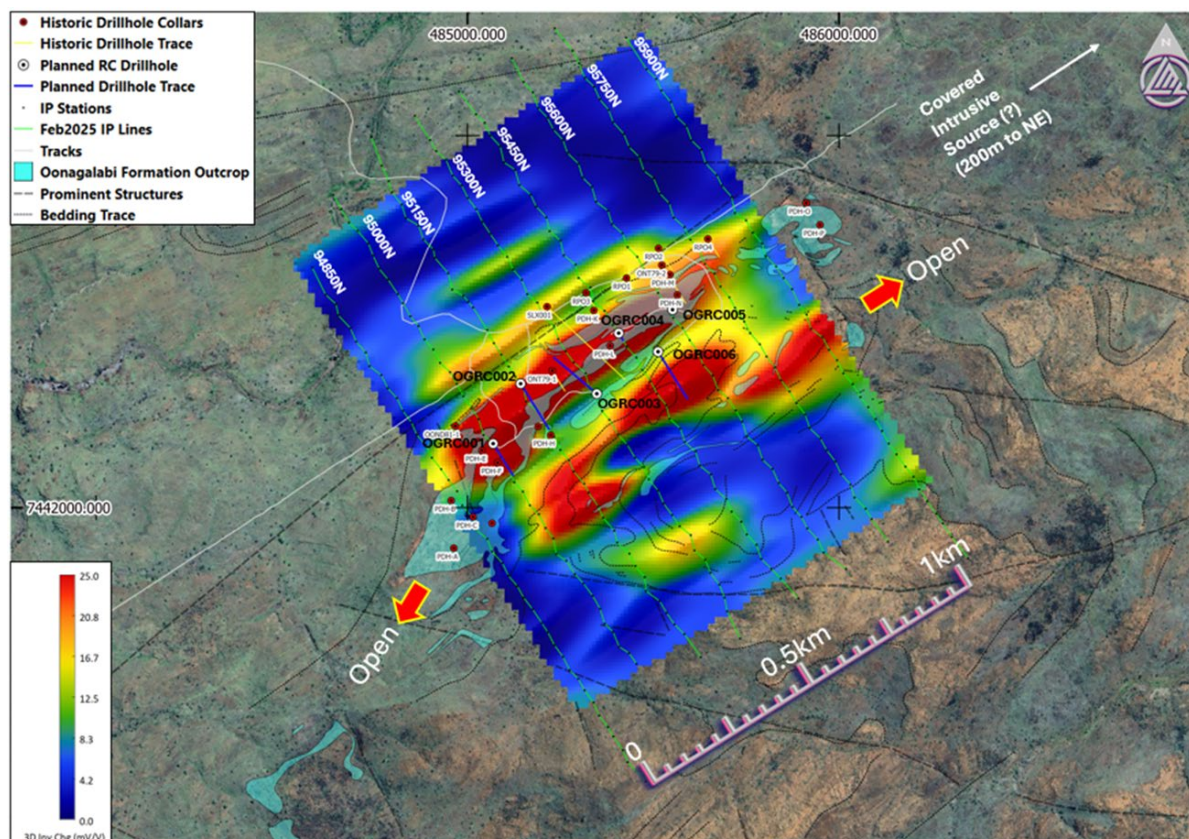 Historic Drillhole Collars
Historic Drillhole Trace
Planned RC Drillhole
Planned Drillhole Trace
IP Stations
Feb2025 IP Lines
Tracks
Oonagalabi Formation Outcrop
Prominent Structures
Bedding Trace
485000.000
486000.000
N
Covered
Intrusive
Source (?)
(200m to NE)
95900N
95750N
95600N
95450N
95300N
95150N
95000N
94850N
PDH-O
PDH-P
Open
RPO4
RPO2
ONT79-2
PDH-M
RPO1
PDH-N
RPO3
SLX001
PDH-K
OGRC004
OGRC005
PDH-L
OGRC006
OGRC002
ONT79-1
OGRC003
OGRC001
PDH-H
PDH-E
PDH-F
7442000.000
PDH-B
PDH-C
PDH-A
Open
1km
0.5km
0
25.0
20.8
16.7
12.5
8.3
4.2
0.0
3D Inv Chg (mV/V)